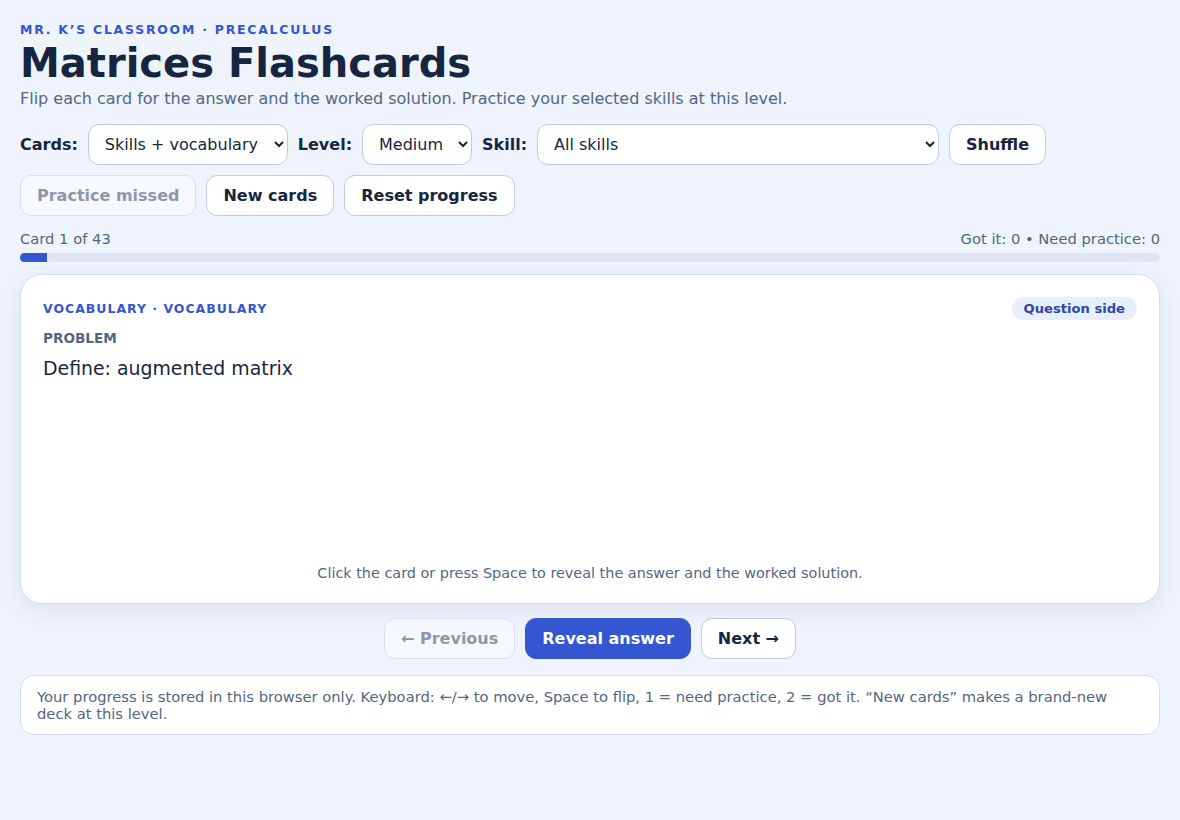 MR. K’S CLASSROOM · PRECALCULUS
Matrices Flashcards
Flip each card for the answer and the worked solution. Practice your selected skills at this level.
Cards: Skills + vocabulary Level: Medium Skill: All skills Shuffle
Practice missed New cards Reset progress
Card 1 of 43 Got it: 0 • Need practice: 0
VOCABULARY · VOCABULARY Question side
PROBLEM
Define: augmented matrix
Click the card or press Space to reveal the answer and the worked solution.
← Previous Reveal answer Next →
Your progress is stored in this browser only. Keyboard: ←/→ to move, Space to flip, 1 = need practice, 2 = got it. “New cards” makes a brand-new
deck at this level.